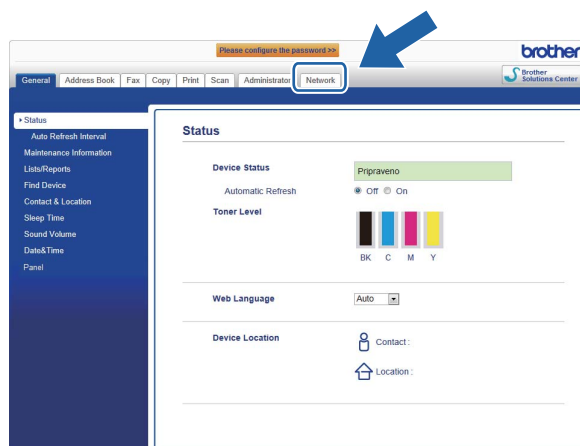 Please configure the password >>
brother
General Address Book Fax Copy Print Scan Administrator Network
Brother
Solutions Center
Status
Auto Refresh Interval
Maintenance Information
Lists/Reports
Find Device
Contact & Location
Sleep Time
Sound Volume
Date&Time
Panel
Status
Device Status Pripraveno
Automatic Refresh Off On
Toner Level
BK C M Y
Web Language Auto
Device Location Contact :
Location :